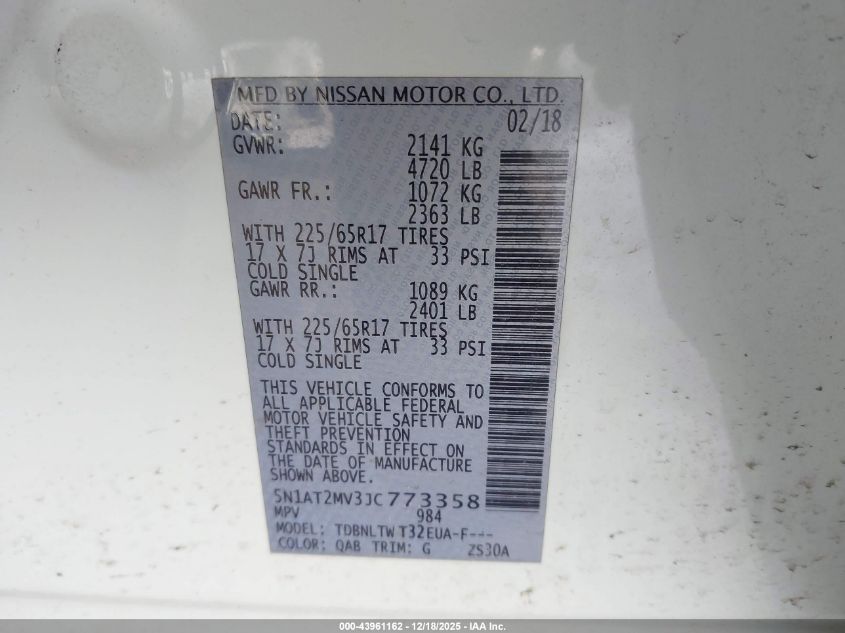 MFD BY NISSAN MOTOR CO., LTD.
DATE: 02/18
GVWR: 2141 KG
4720 LB
GAWR FR.: 1072 KG
2363 LB
WITH 225/65R17 TIRES
17 X 7J RIMS AT 33 PSI
COLD SINGLE
GAWR RR.: 1089 KG
2401 LB
WITH 225/65R17 TIRES
17 X 7J RIMS AT 33 PSI
COLD SINGLE
THIS VEHICLE CONFORMS TO
ALL APPLICABLE FEDERAL
MOTOR VEHICLE SAFETY AND
THEFT PREVENTION
STANDARDS IN EFFECT ON
THE DATE OF MANUFACTURE
SHOWN ABOVE.
5N1AT2MV3JC773358
MPV 984
MODEL: TDBNLTW T32EUA-F---
COLOR: QAB TRIM: G ZS30A
000-43961162 - 12/18/2025 - IAA Inc.